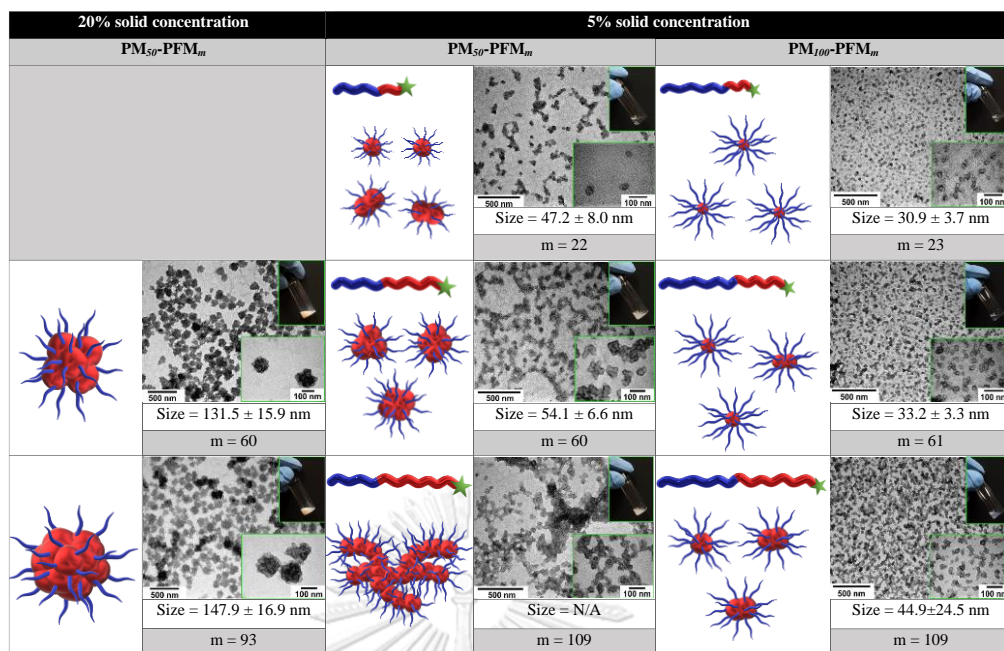 20% solid concentration 5% solid concentration
PM50-PFMm PM50-PFMm PM100-PFMm
500 nm 100 nm 500 nm 100 nm
Size = 47.2 ± 8.0 nm Size = 30.9 ± 3.7 nm
m = 22 m = 23
500 nm 100 nm 500 nm 100 nm 500 nm 100 nm
Size = 131.5 ± 15.9 nm Size = 54.1 ± 6.6 nm Size = 33.2 ± 3.3 nm
m = 60 m = 60 m = 61
500 nm 100 nm 500 nm 100 nm 500 nm 100 nm
Size = 147.9 ± 16.9 nm Size = N/A Size = 44.9±24.5 nm
m = 93 m = 109 m = 109